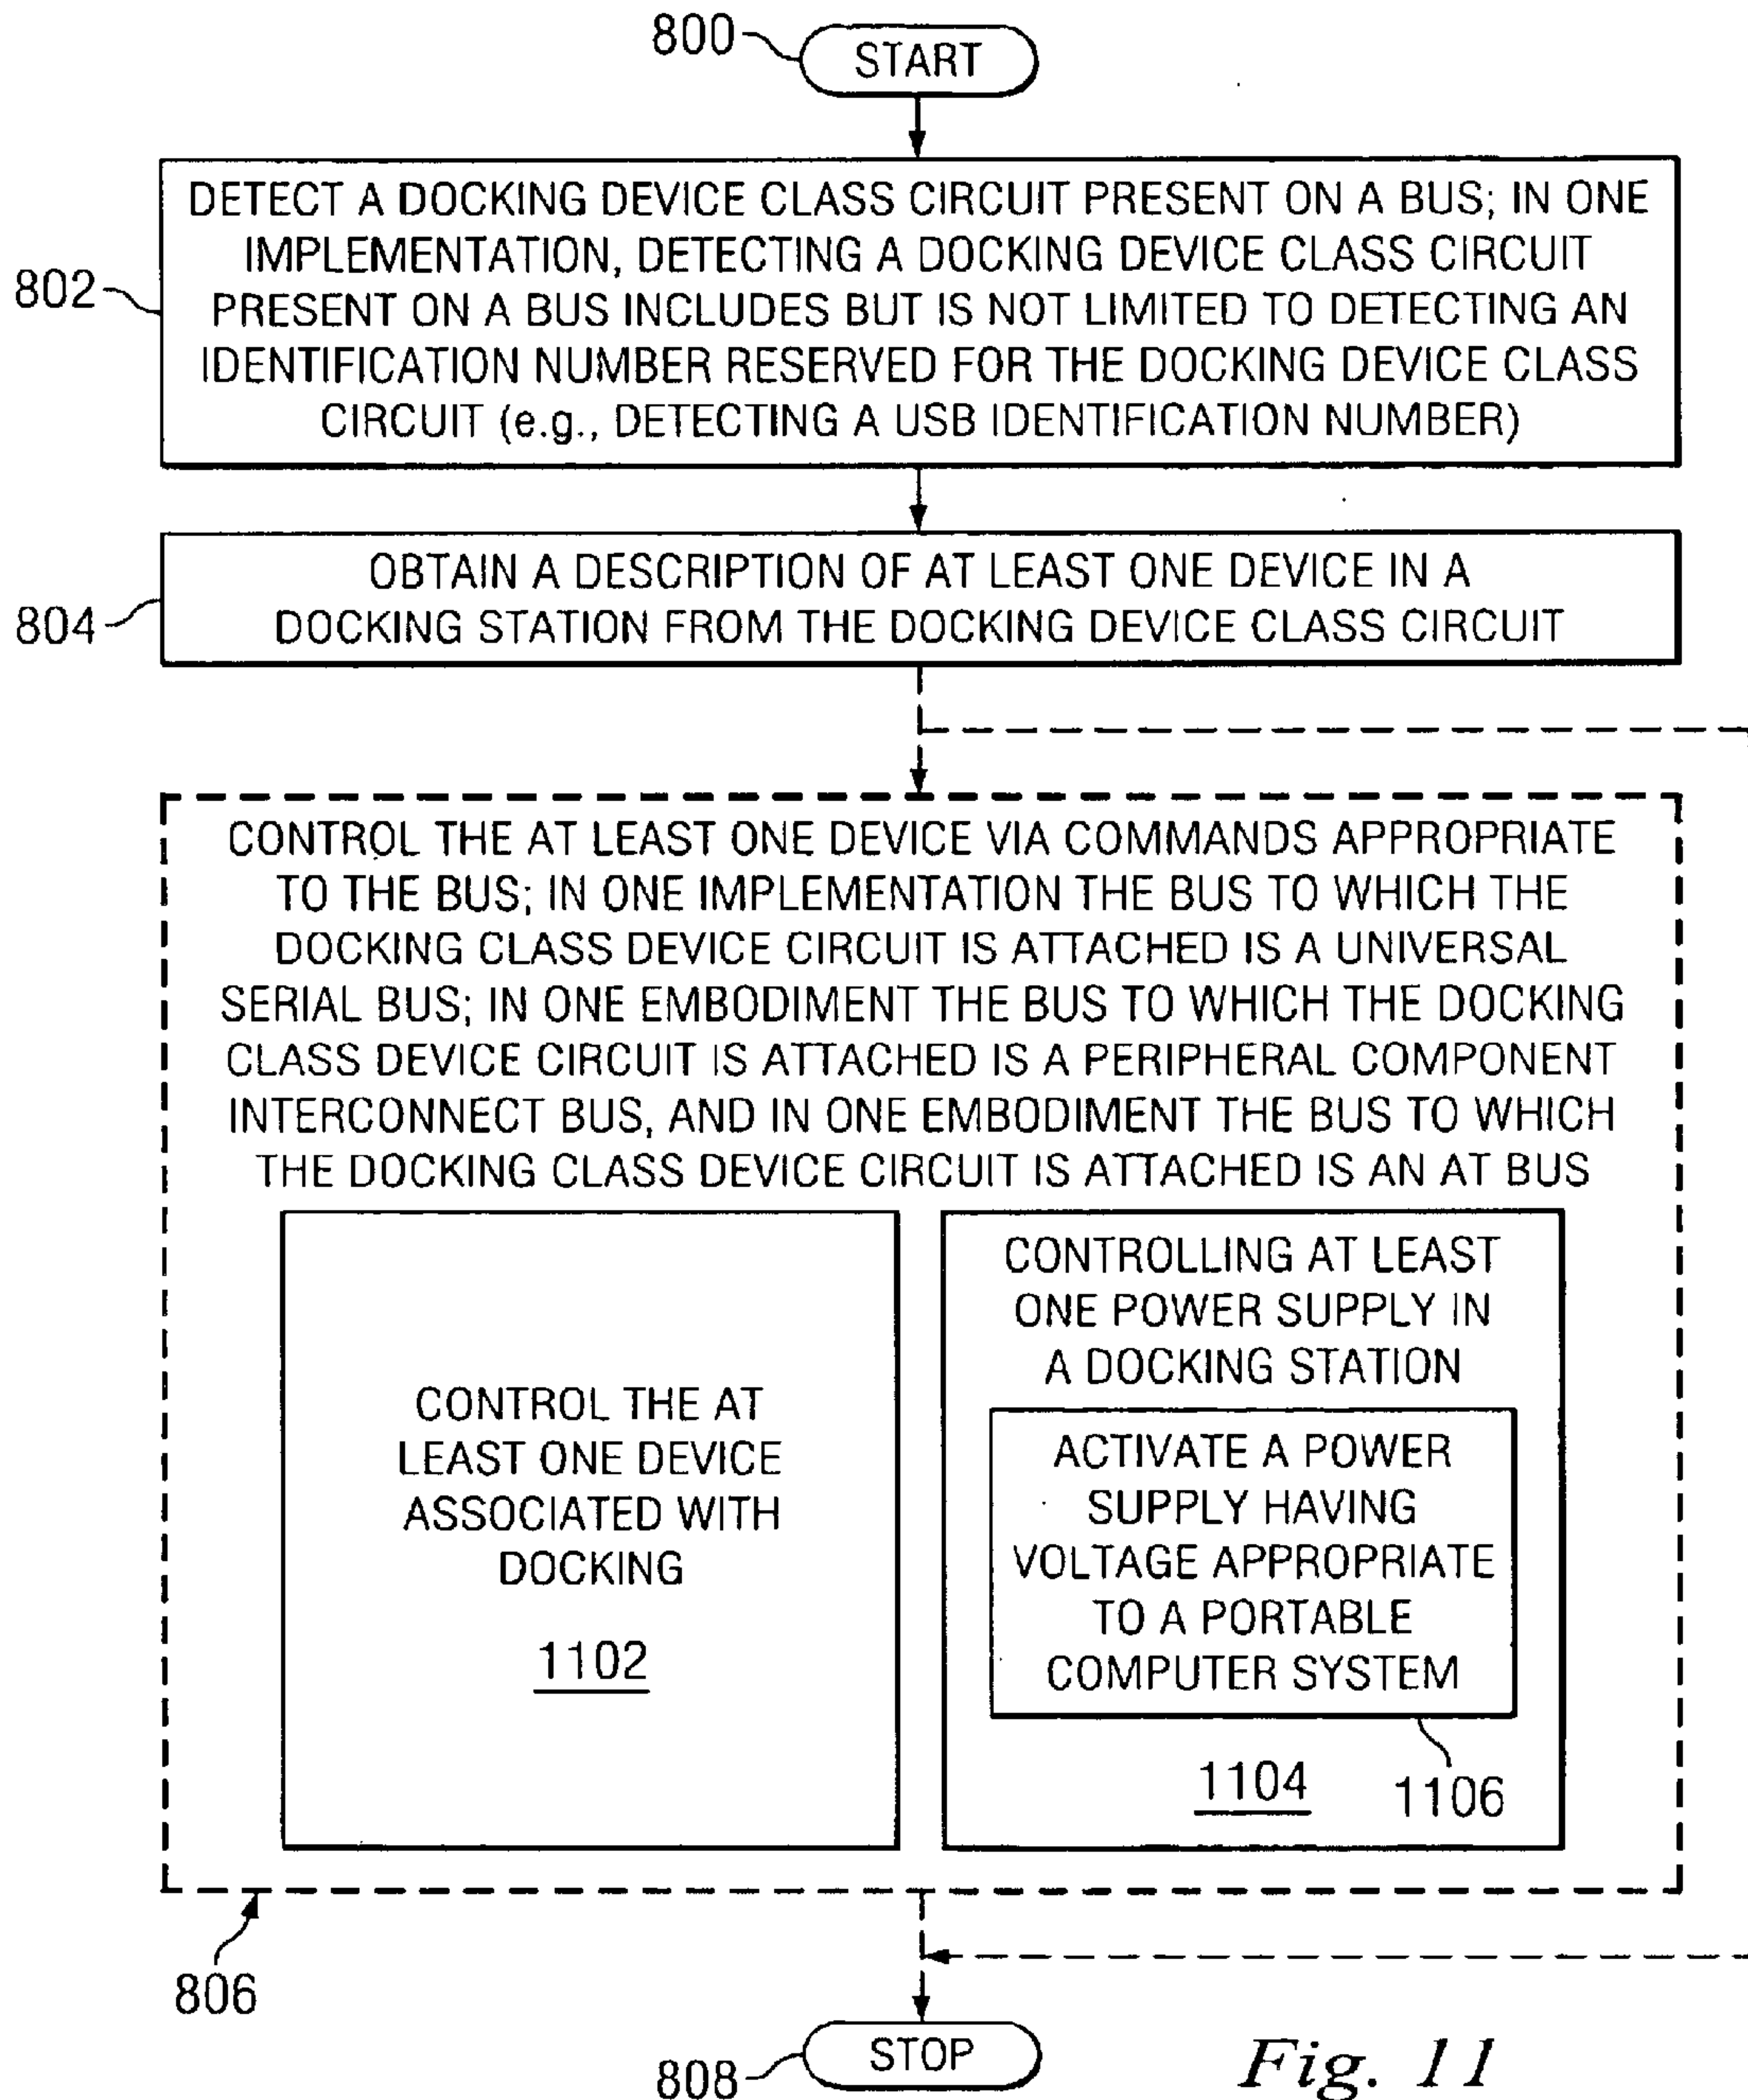 800
START
DETECT A DOCKING DEVICE CLASS CIRCUIT PRESENT ON A BUS; IN ONE
IMPLEMENTATION, DETECTING A DOCKING DEVICE CLASS CIRCUIT
PRESENT ON A BUS INCLUDES BUT IS NOT LIMITED TO DETECTING AN
IDENTIFICATION NUMBER RESERVED FOR THE DOCKING DEVICE CLASS
CIRCUIT (e.g., DETECTING A USB IDENTIFICATION NUMBER)
802
OBTAIN A DESCRIPTION OF AT LEAST ONE DEVICE IN A
DOCKING STATION FROM THE DOCKING DEVICE CLASS CIRCUIT
804
CONTROL THE AT LEAST ONE DEVICE VIA COMMANDS APPROPRIATE
TO THE BUS; IN ONE IMPLEMENTATION THE BUS TO WHICH THE
DOCKING CLASS DEVICE CIRCUIT IS ATTACHED IS A UNIVERSAL
SERIAL BUS; IN ONE EMBODIMENT THE BUS TO WHICH THE DOCKING
CLASS DEVICE CIRCUIT IS ATTACHED IS A PERIPHERAL COMPONENT
INTERCONNECT BUS, AND IN ONE EMBODIMENT THE BUS TO WHICH
THE DOCKING CLASS DEVICE CIRCUIT IS ATTACHED IS AN AT BUS
CONTROL THE AT
LEAST ONE DEVICE
ASSOCIATED WITH
DOCKING
1102
CONTROLLING AT LEAST
ONE POWER SUPPLY IN
A DOCKING STATION
ACTIVATE A POWER
SUPPLY HAVING
VOLTAGE APPROPRIATE
TO A PORTABLE
COMPUTER SYSTEM
1104
1106
806
808
STOP
Fig. 11